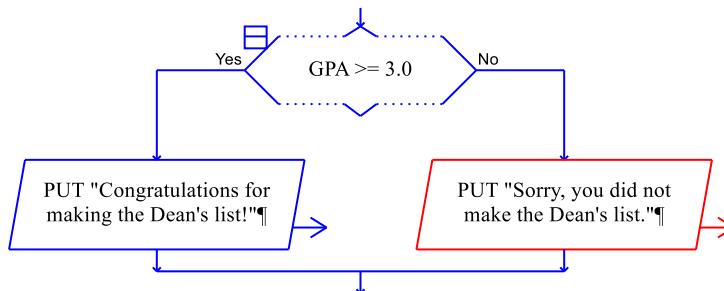 Yes
GPA >= 3.0
No
PUT "Congratulations for
making the Dean's list!"¶
PUT "Sorry, you did not
make the Dean's list."¶